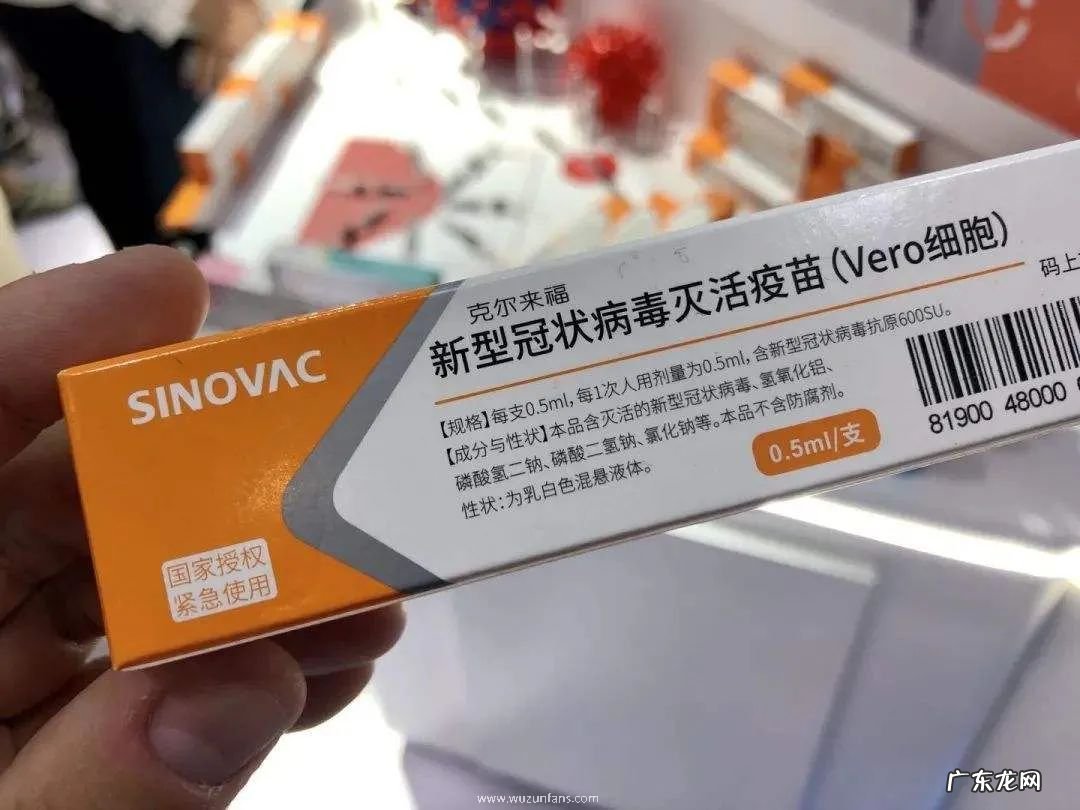 SINOVAC
国家授权
紧急使用
克尔来福
新型冠状病毒灭活疫苗(Vero细胞)
【规格】每支0.5ml,每1次人用剂量为0.5ml,含新型冠状病毒抗原600SU。
【成分与性状】本品含灭活的新型冠状病毒、氢氧化铝、
磷酸氢二钠、磷酸二氢钠、氯化钠等。本品不含防腐剂。
性状:为乳白色混悬液体。
0.5ml/支
码上
81900 48000
广东龙网
www.wuzunfans.com